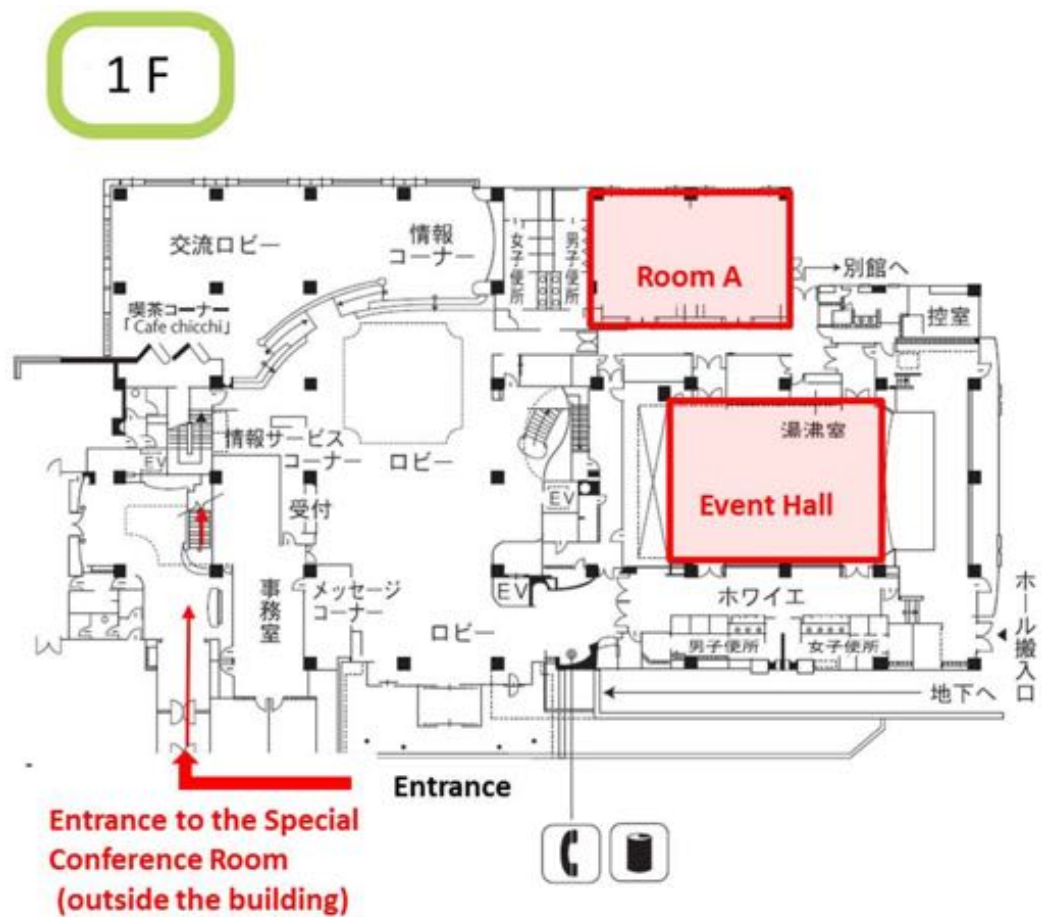 1 F
交流ロビー
情報
コーナー
女子便所
男子便所
Room A
別館へ
喫茶コーナー
「Cafe chicchi」
控室
情報サービス
コーナー
ロビー
湯沸室
EV
EV
受付
Event Hall
事務室
メッセージ
コーナー
EV
ホワイエ
ロビー
男子便所
女子便所
ホール搬入口
地下へ
Entrance
Entrance to the Special
Conference Room
(outside the building)